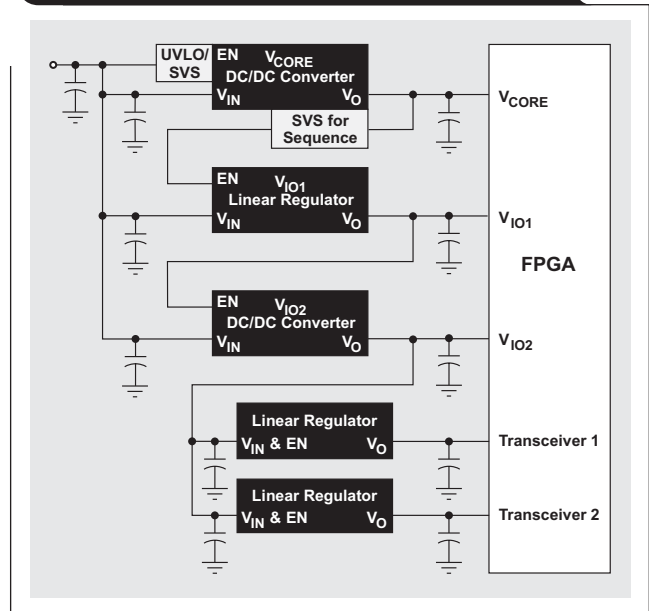 UVLO/
SVS
EN VCORE
DC/DC Converter
VIN VO
VCORE
SVS for
Sequence
EN VIO1
Linear Regulator
VIN VO
VIO1
FPGA
EN VIO2
DC/DC Converter
VIN VO
VIO2
Linear Regulator
VIN & EN VO
Transceiver 1
Linear Regulator
VIN & EN VO
Transceiver 2